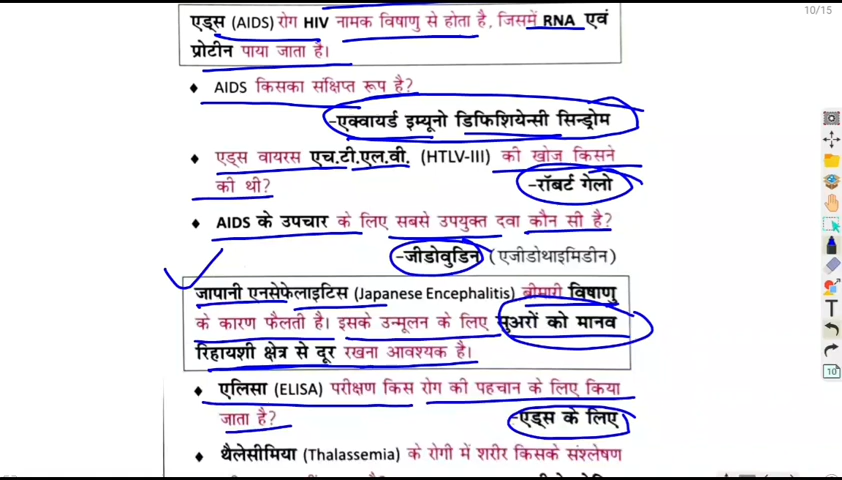 10/15
एड्स (AIDS) रोग HIV नामक विषाणु से होता है, जिसमें RNA एवं
प्रोटीन पाया जाता है।
♦ AIDS किसका संक्षिप्त रूप है?
-एक्वायर्ड इम्यूनो डिफिशियेन्सी सिन्ड्रोम
♦ एड्स वायरस एच.टी.एल.वी. (HTLV-III) की खोज किसने
की थी?
-रॉबर्ट गेलो
♦ AIDS के उपचार के लिए सबसे उपयुक्त दवा कौन सी है?
-जीडोवुडिन (एजीडोथाइमिडीन)
जापानी एनसेफेलाइटिस (Japanese Encephalitis) बीमारी विषाणु
के कारण फैलती है। इसके उन्मूलन के लिए सुअरों को मानव
रिहायशी क्षेत्र से दूर रखना आवश्यक है।
♦ एलिसा (ELISA) परीक्षण किस रोग की पहचान के लिए किया
जाता है?
-एड्स के लिए
♦ थैलेसीमिया (Thalassemia) के रोगी में शरीर किसके संश्लेषण
T
10